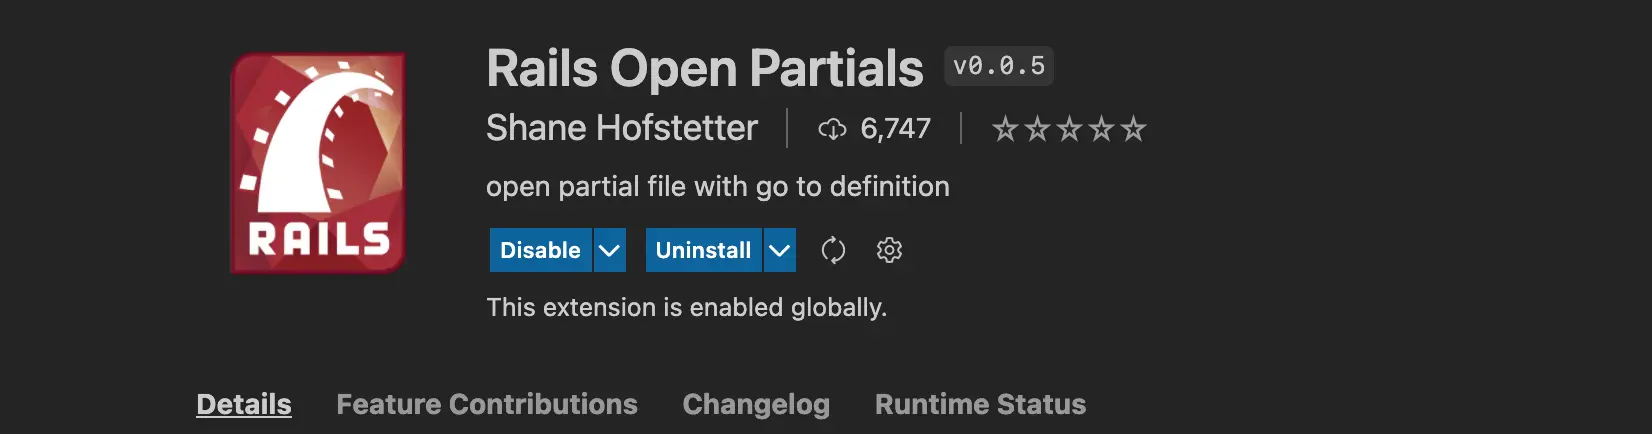 RAILS
Rails Open Partials v0.0.5
Shane Hofstetter 6,747
open partial file with go to definition
Disable Uninstall
This extension is enabled globally.
Details Feature Contributions Changelog Runtime Status